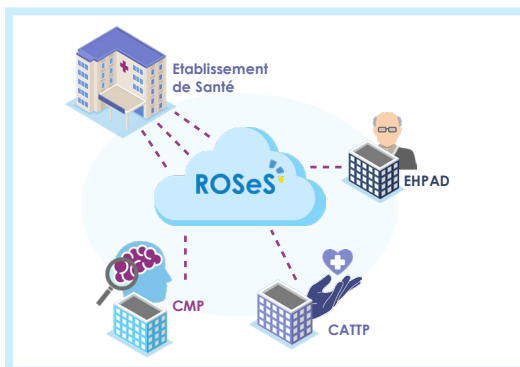 Etablissement
de Santé
ROSeS
EHPAD
CMP
CATTP